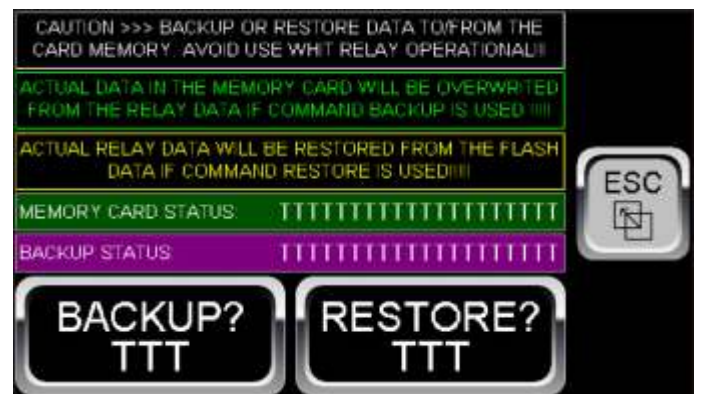 CAUTION >>> BACKUP OR RESTORE DATA TO/FROM THE
CARD MEMORY. AVOID USE WHIT RELAY OPERATIONAL!!!
ACTUAL DATA IN THE MEMORY CARD WILL BE OVERWRITED
FROM THE RELAY DATA IF COMMAND BACKUP IS USED !!!!!
ACTUAL RELAY DATA WILL BE RESTORED FROM THE FLASH
DATA IF COMMAND RESTORE IS USED!!!!!
ESC
MEMORY CARD STATUS: TTTTTTTTTTTTTTTTTTTT
BACKUP STATUS: TTTTTTTTTTTTTTTTTTTT
BACKUP? RESTORE?
TTT TTT